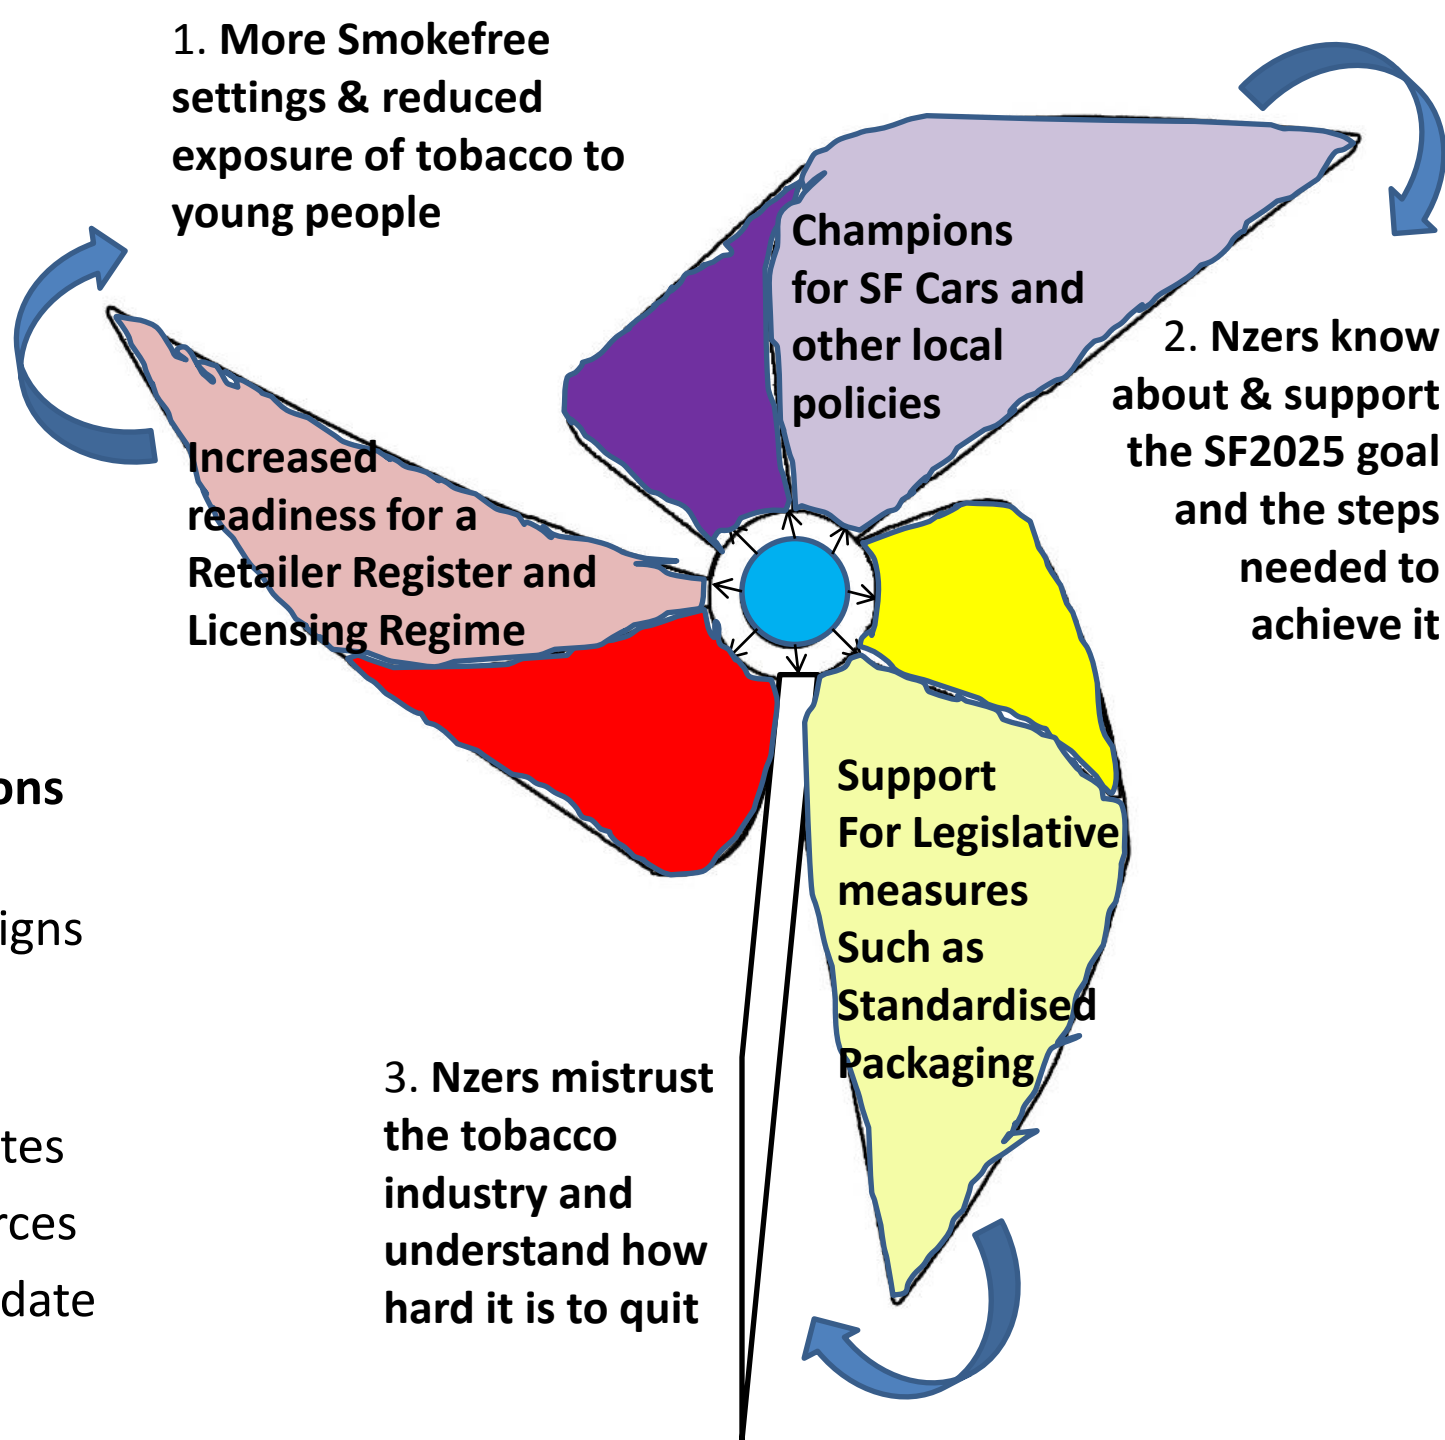 1. More Smokefree
settings & reduced
exposure of tobacco to
young people
Champions
for SF Cars and
other local
policies
2. Nzers know
about & support
the SF2025 goal
and the steps
needed to
achieve it
Increased
readiness for a
Retailer Register and
Licensing Regime
Support
For Legislative
measures
Such as
Standardised
Packaging
3. Nzers mistrust
the tobacco
industry and
understand how
hard it is to quit
ons
igns
tes
rces
date